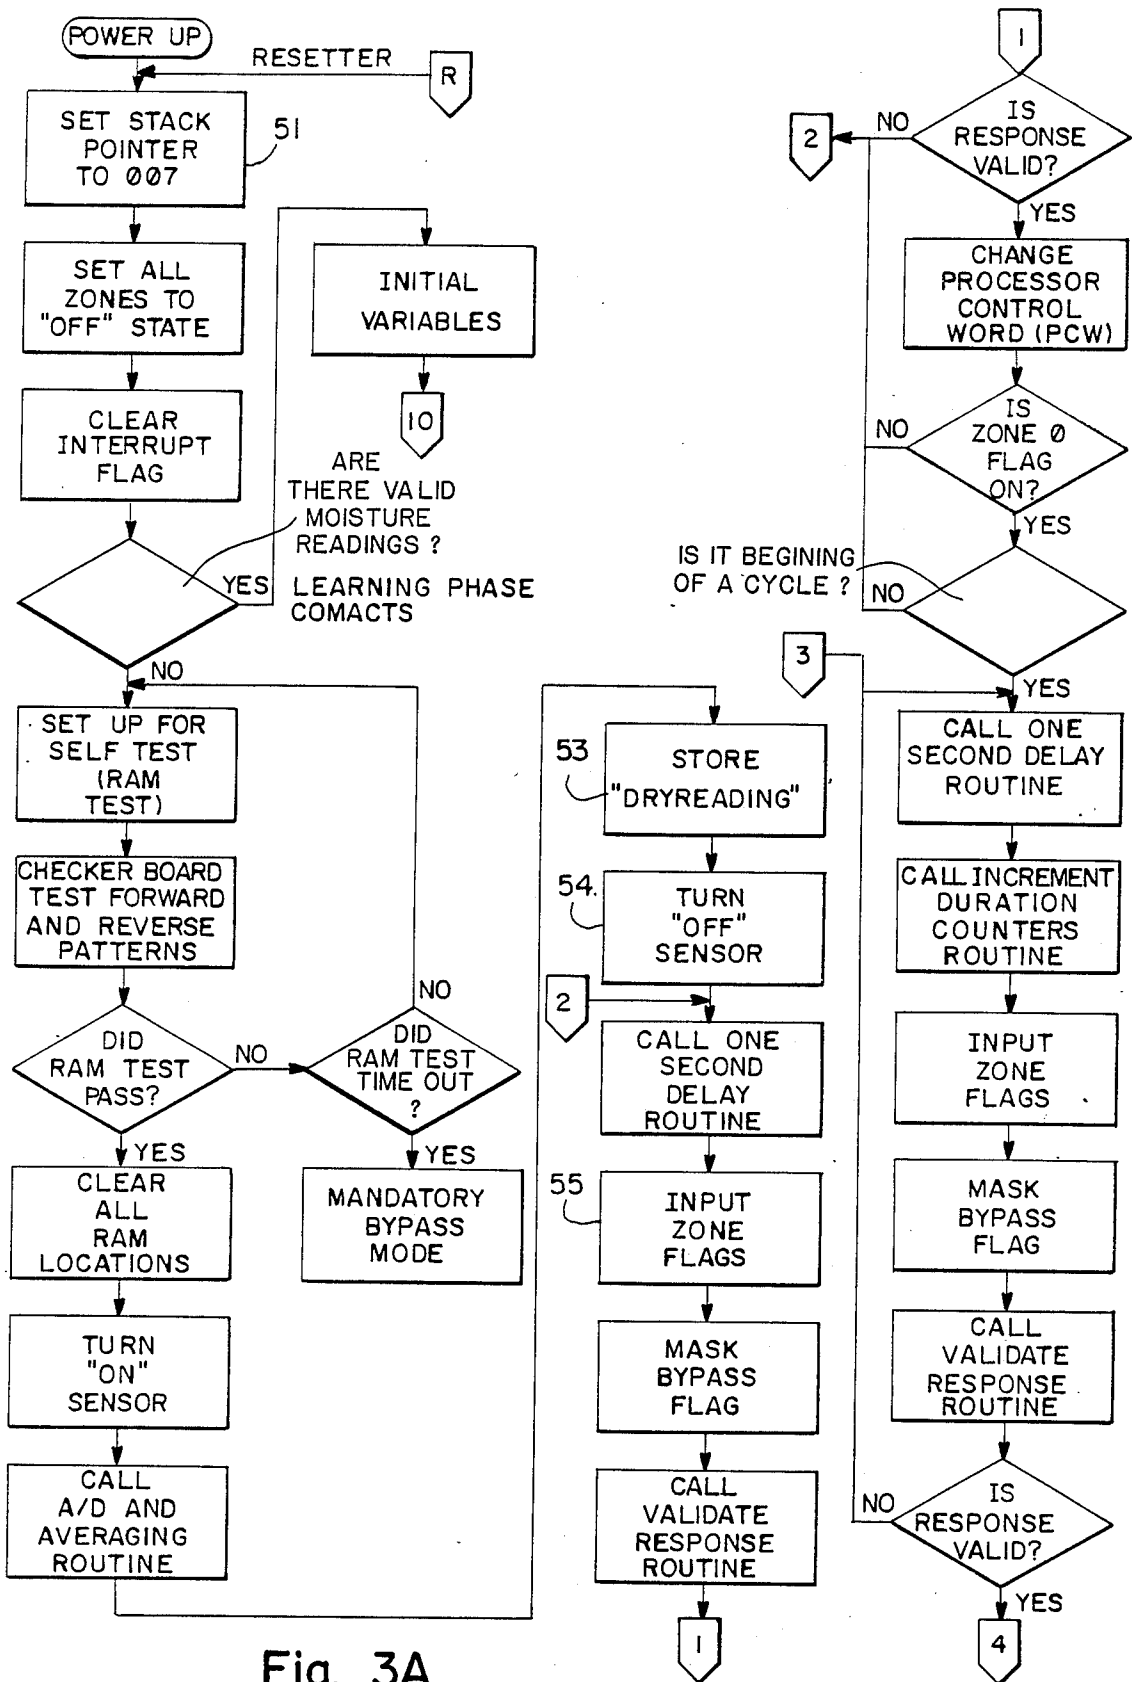 POWER UP
RESETTER
R
SET STACK
POINTER
TO 007
51
SET ALL
ZONES TO
"OFF" STATE
INITIAL
VARIABLES
10
CLEAR
INTERRUPT
FLAG
ARE
THERE VALID
MOISTURE
READINGS ?
YES
LEARNING PHASE
COMACTS
NO
SET UP FOR
SELF TEST
(RAM
TEST)
CHECKER BOARD
TEST FORWARD
AND REVERSE
PATTERNS
DID
RAM TEST
PASS?
NO
DID
RAM TEST
TIME OUT
?
NO
YES
MANDATORY
BYPASS
MODE
YES
CLEAR
ALL
RAM
LOCATIONS
TURN
"ON"
SENSOR
CALL
A/D AND
AVERAGING
ROUTINE
53
STORE
"DRYREADING"
54.
TURN
"OFF"
SENSOR
2
CALL ONE
SECOND
DELAY
ROUTINE
55
INPUT
ZONE
FLAGS
MASK
BYPASS
FLAG
CALL
VALIDATE
RESPONSE
ROUTINE
1
1
IS
RESPONSE
VALID?
NO
2
YES
CHANGE
PROCESSOR
CONTROL
WORD (PCW)
IS
ZONE 0
FLAG
ON?
NO
YES
IS IT BEGINING
OF A CYCLE ?
NO
3
YES
CALL ONE
SECOND DELAY
ROUTINE
CALL INCREMENT
DURATION
COUNTERS
ROUTINE
INPUT
ZONE
FLAGS
MASK
BYPASS
FLAG
CALL
VALIDATE
RESPONSE
ROUTINE
IS
RESPONSE
VALID?
NO
YES
4
Fig. 3A